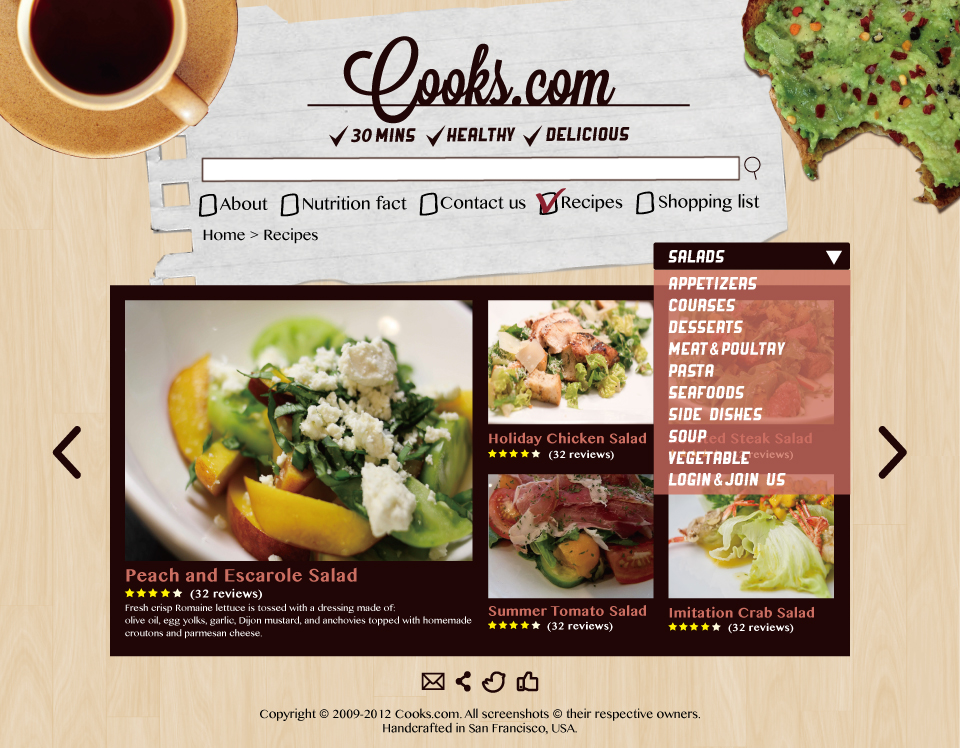 Cooks.com
30 MINS HEALTHY DELICIOUS
About Nutrition fact Contact us Recipes Shopping list
Home > Recipes
SALADS
APPETIZERS
COURSES
DESSERTS
MEAT & POULTRY
PASTA
SEAFOODS
SIDE DISHES
SOUP
VEGETABLE
LOGIN & JOIN US
Peach and Escarole Salad
(32 reviews)
Fresh crisp Romaine lettuce is tossed with a dressing made of:
olive oil, egg yolks, garlic, Dijon mustard, and anchovies topped with homemade
croutons and parmesan cheese.
Holiday Chicken Salad
(32 reviews)
Steak Salad
reviews)
Summer Tomato Salad
(32 reviews)
Imitation Crab Salad
(32 reviews)
Copyright © 2009-2012 Cooks.com. All screenshots © their respective owners.
Handcrafted in San Francisco, USA.